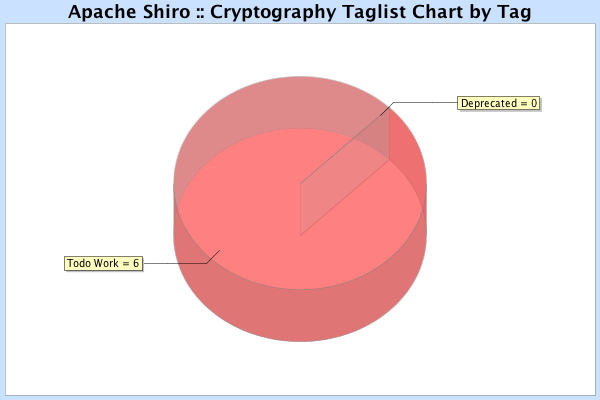 Apache Shiro :: Cryptography Taglist Chart by Tag
Deprecated = 0
Todo Work = 6